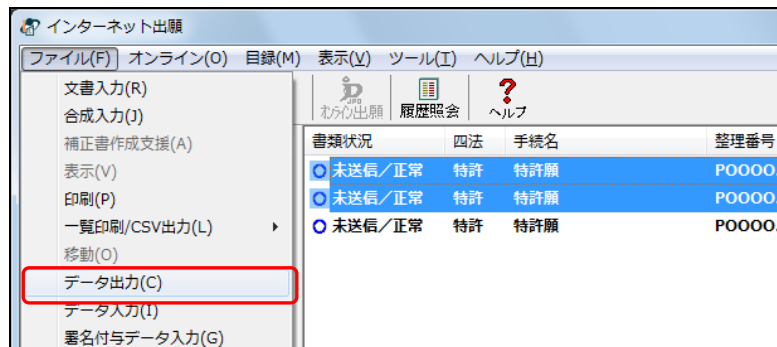 インターネット出願
ファイル(F) オンライン(O) 目録(M) 表示(V) ツール(T) ヘルプ(H)
文書入力(R)
合成入力(J)
補正書作成支援(A)
表示(V)
印刷(P)
一覧印刷/CSV出力(L)
移動(O)
データ出力(C)
データ入力(I)
署名付与データ入力(G)
JPO
オンライン出願 履歴照会 ヘルプ
書類状況 四法 手続名 整理番号
未送信／正常 特許 特許願 P0000
未送信／正常 特許 特許願 P0000
未送信／正常 特許 特許願 P0000